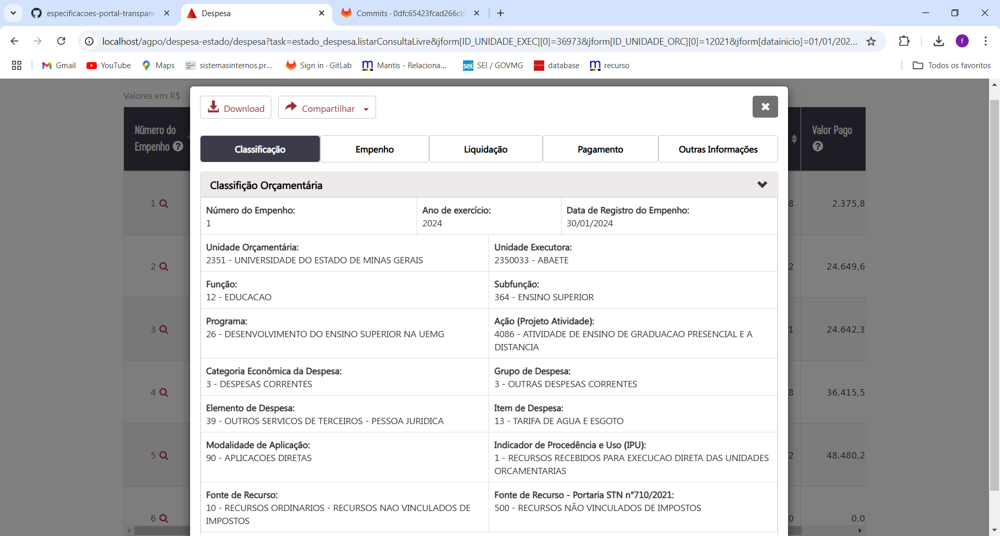 especificacoes-portal-transpare
Despesa
Commits · 0dfc65423fcad266cb
localhost/agpo/despesa-estado/despesa?task=estado_despesa.listarConsultaLivre&jform[ID_UNIDADE_EXEC][0]=36973&jform[ID_UNIDADE_ORC][0]=12021&jform[datainicio]=01/01/202...
f
Gmail
YouTube
Maps
sistemasinternos.pr...
Sign in · GitLab
Mantis - Relaciona...
sei!
SEI / GOVMG
database
recurso
Todos os favoritos
Valores em R$
Download
Compartilhar
Número do
Empenho
Valor Pago
Classificação
Empenho
Liquidação
Pagamento
Outras Informações
Classifição Orçamentária
Número do Empenho:
1
Ano de exercício:
2024
Data de Registro do Empenho:
30/01/2024
Unidade Orçamentária:
2351 - UNIVERSIDADE DO ESTADO DE MINAS GERAIS
Unidade Executora:
2350033 - ABAETE
Função:
12 - EDUCACAO
Subfunção:
364 - ENSINO SUPERIOR
Programa:
26 - DESENVOLVIMENTO DO ENSINO SUPERIOR NA UEMG
Ação (Projeto Atividade):
4086 - ATIVIDADE DE ENSINO DE GRADUACAO PRESENCIAL E A
DISTANCIA
Categoria Econômica da Despesa:
3 - DESPESAS CORRENTES
Grupo de Despesa:
3 - OUTRAS DESPESAS CORRENTES
Elemento de Despesa:
39 - OUTROS SERVICOS DE TERCEIROS - PESSOA JURIDICA
Item de Despesa:
13 - TARIFA DE AGUA E ESGOTO
Modalidade de Aplicação:
90 - APLICACOES DIRETAS
Indicador de Procedência e Uso (IPU):
1 - RECURSOS RECEBIDOS PARA EXECUCAO DIRETA DAS UNIDADES
ORCAMENTARIAS
Fonte de Recurso:
10 - RECURSOS ORDINARIOS - RECURSOS NAO VINCULADOS DE
IMPOSTOS
Fonte de Recurso - Portaria STN n°710/2021:
500 - RECURSOS NÃO VINCULADOS DE IMPOSTOS
1
8
2.375,8
2
2
24.649,6
3
1
24.642,3
4
8
36.415,5
5
2
48.480,2
6
0
0,0